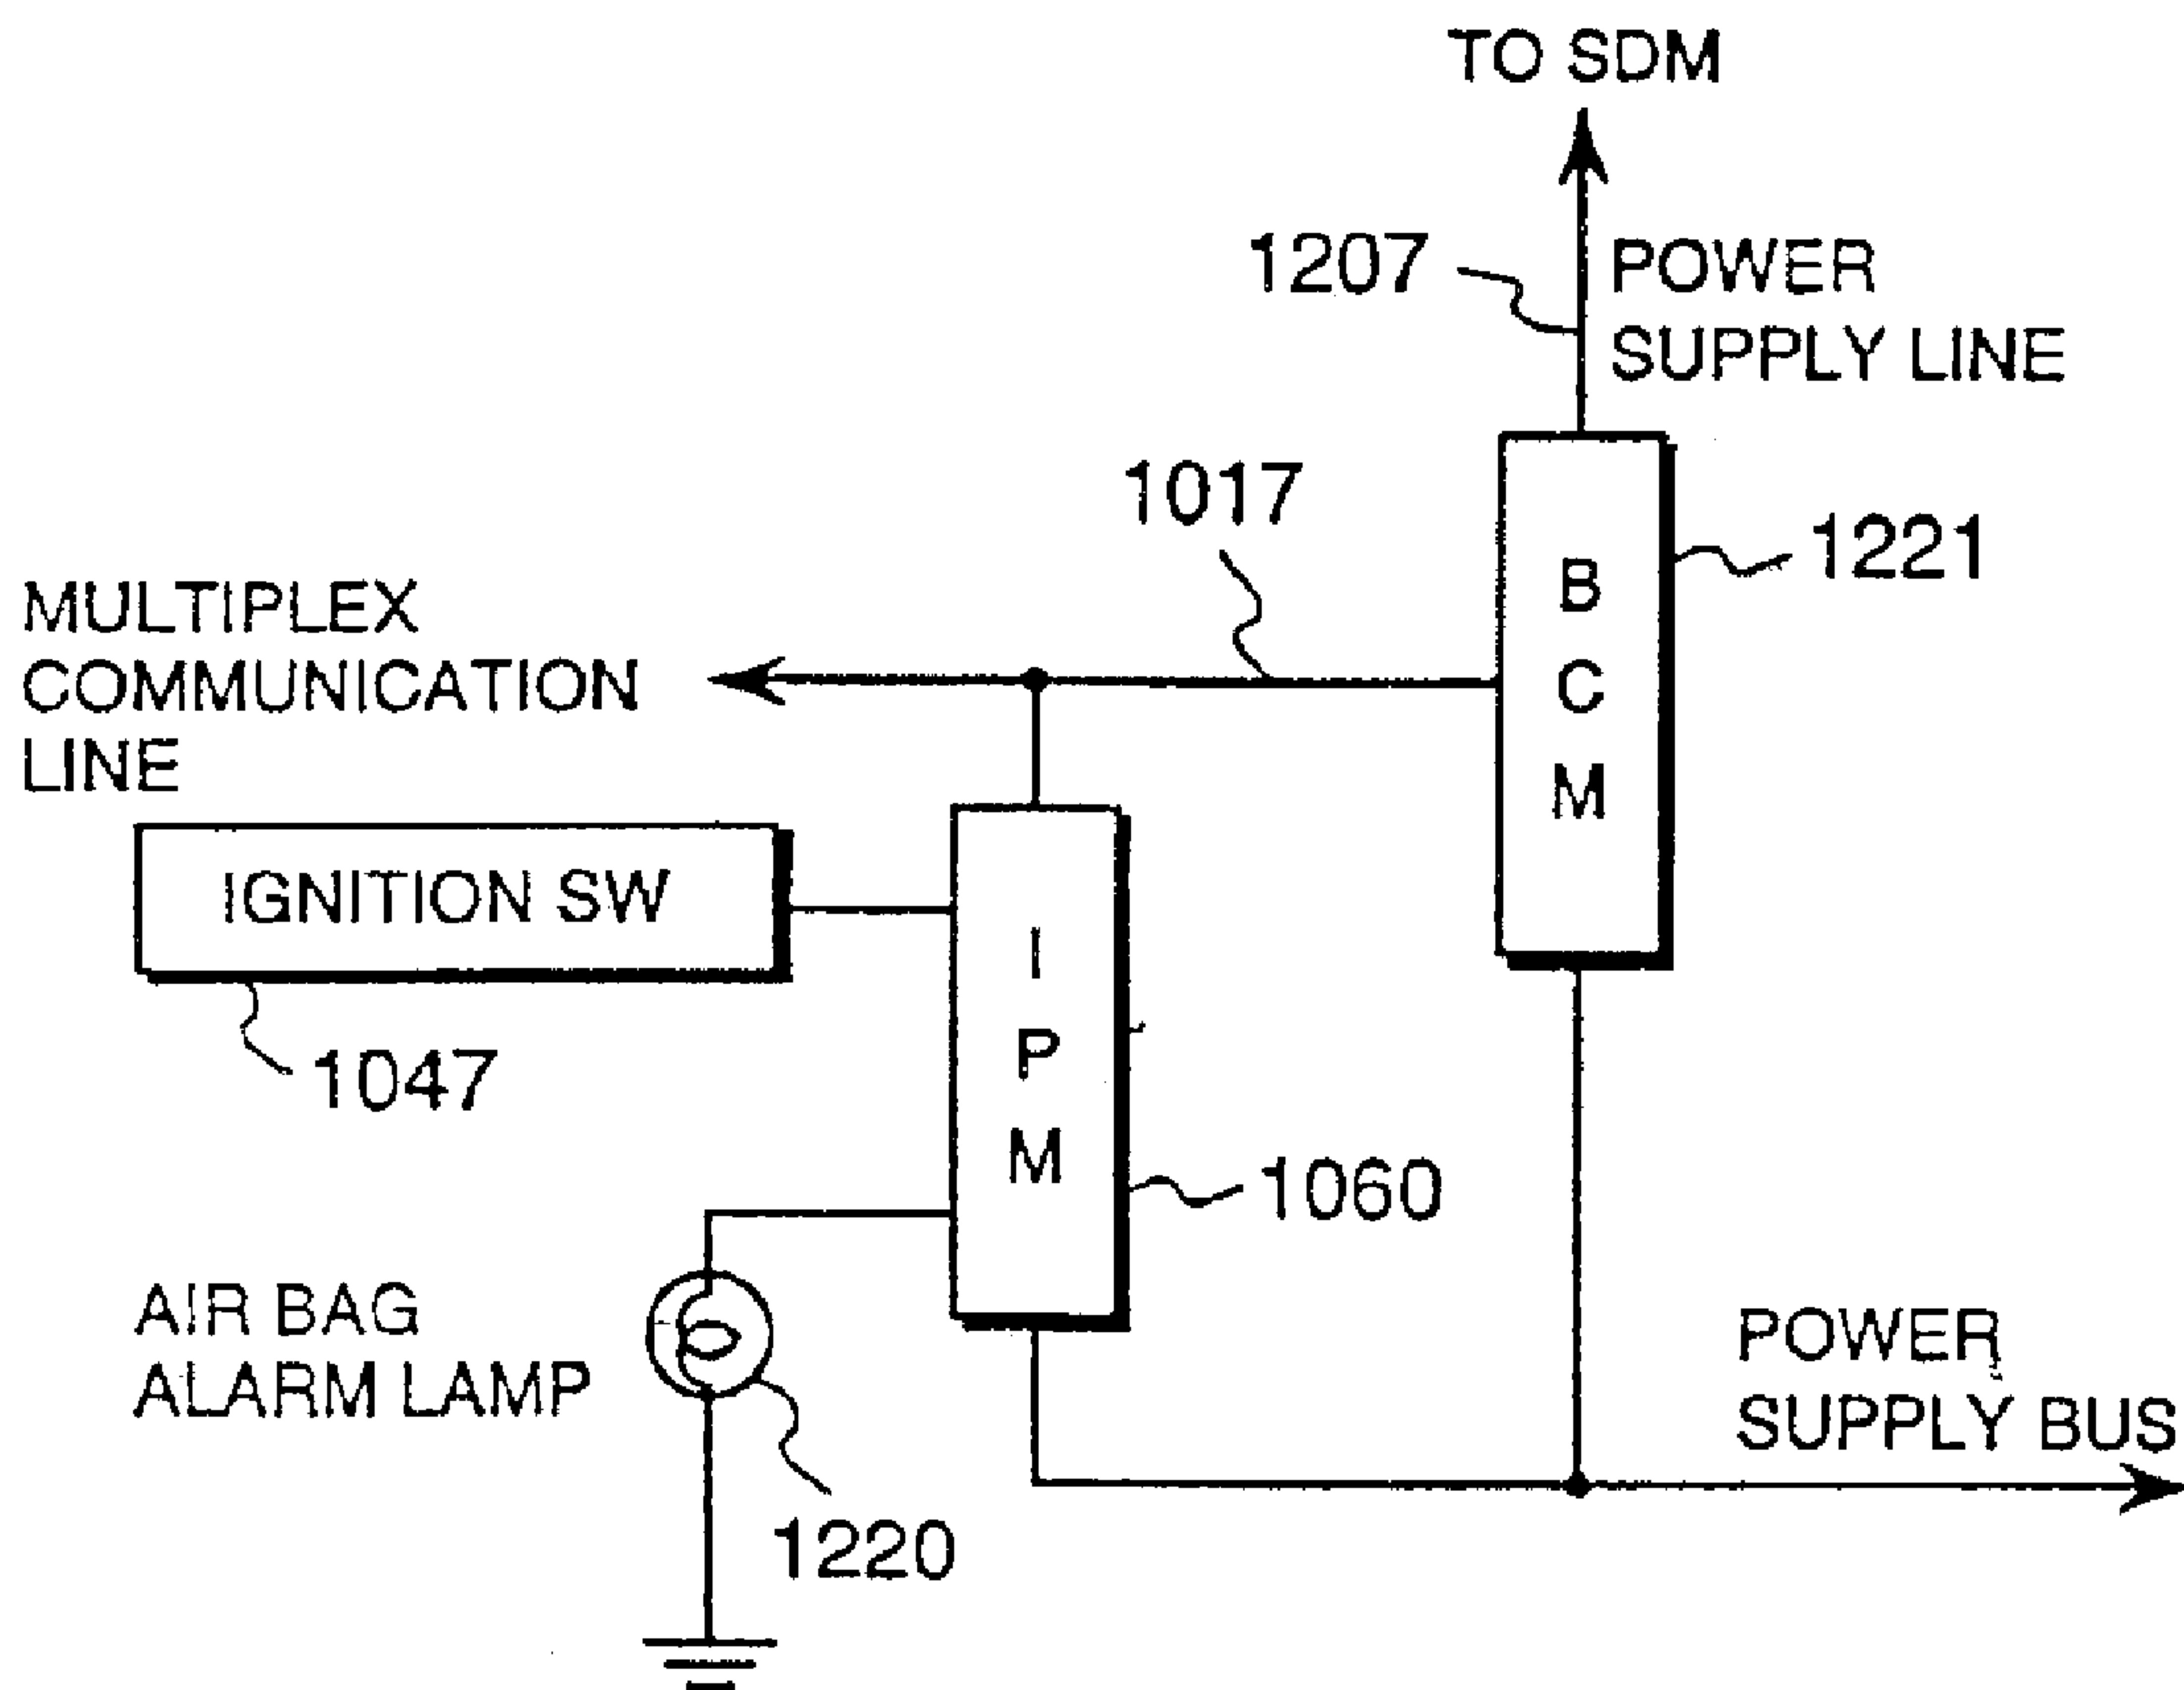 TO SDM
1207
POWER
SUPPLY LINE
1017
1221
B
C
M
MULTIPLEX
COMMUNICATION
LINE
IGNITION SW
I
P
M
1047
1060
AIR BAG
ALARM LAMP
POWER
SUPPLY BUS
1220